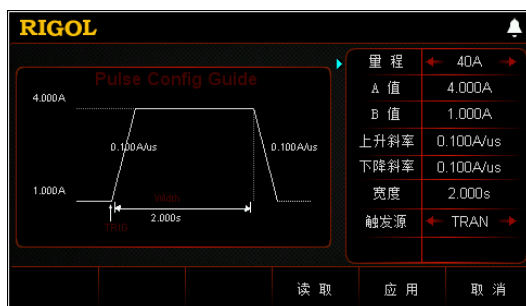 RIGOL
Pulse Config Guide
4.000A
0.100A/us
0.100A/us
1.000A
Width
2.000s
TRIG
量 程 40A
A 值 4.000A
B 值 1.000A
上升斜率 0.100A/us
下降斜率 0.100A/us
宽度 2.000s
触发源 TRAN
读 取 应 用 取 消